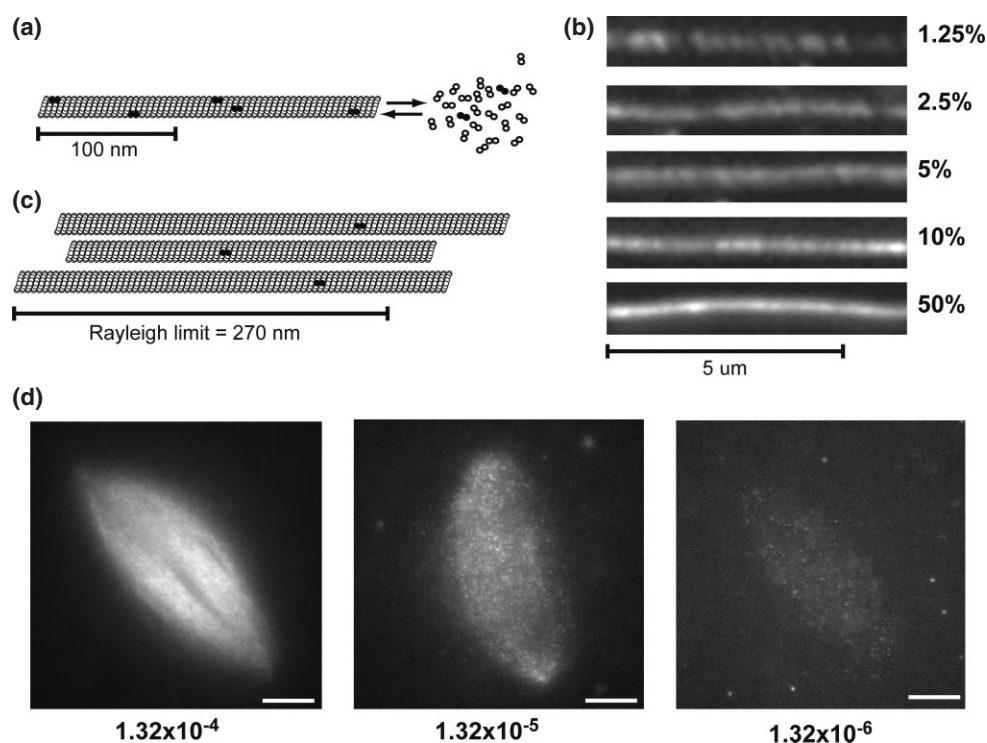 (a)
100 nm
(b)
1.25%
2.5%
5%
10%
50%
5 um
(c)
Rayleigh limit = 270 nm
(d)
1.32x10⁻⁴
1.32x10⁻⁵
1.32x10⁻⁶